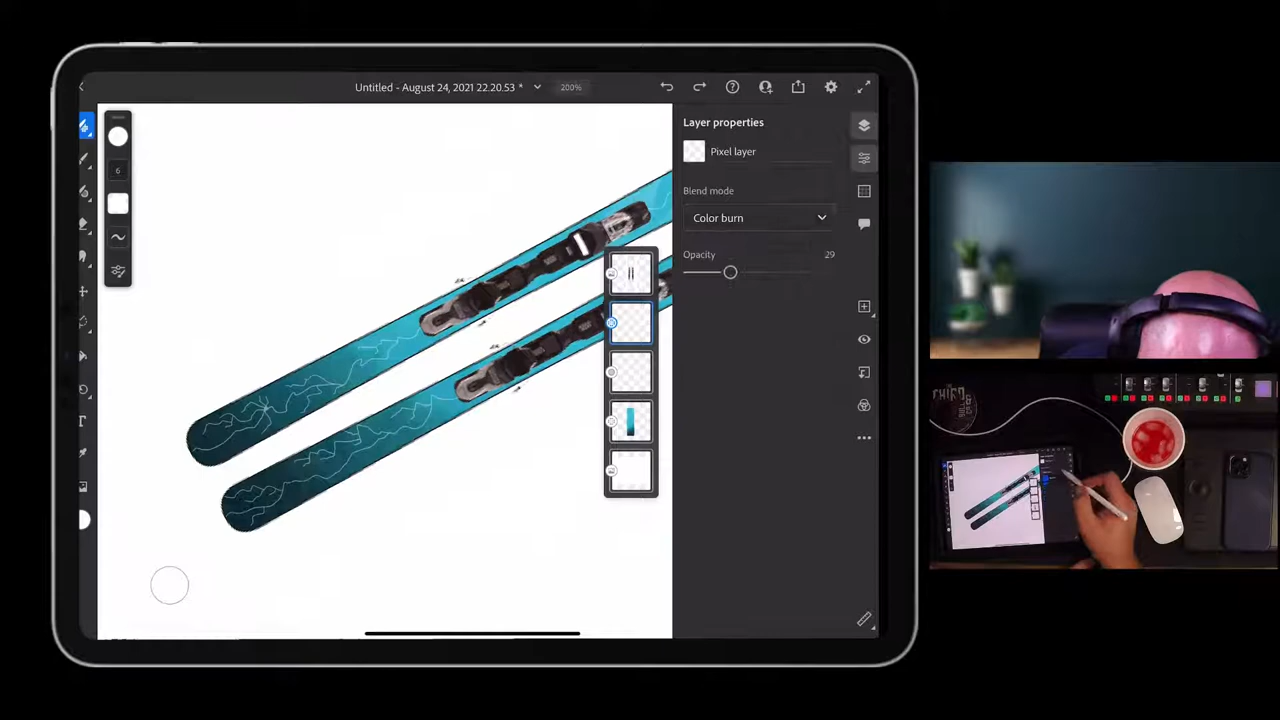 Untitled - August 24, 2021 22.20.53 *
200%
6
Layer properties
Pixel layer
Blend mode
Color burn
Opacity
29
T
THIRD